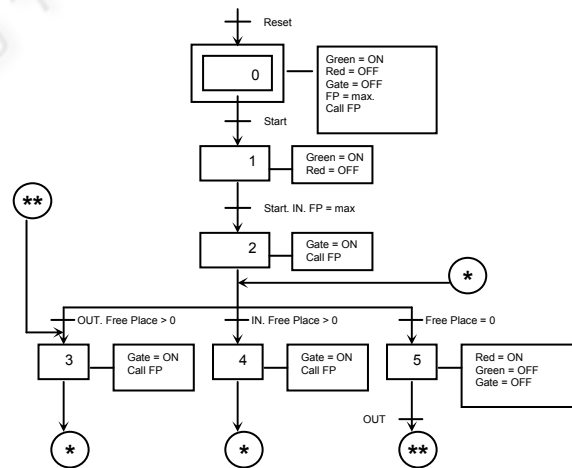 Reset
0
Green = ON
Red = OFF
Gate = OFF
FP = max.
Call FP
Start
1
Green = ON
Red = OFF
**
Start. IN. FP = max
2
Gate = ON
Call FP
*
OUT. Free Place > 0
IN. Free Place > 0
Free Place = 0
3
Gate = ON
Call FP
4
Gate = ON
Call FP
5
Red = ON
Green = OFF
Gate = OFF
OUT
*
*
**